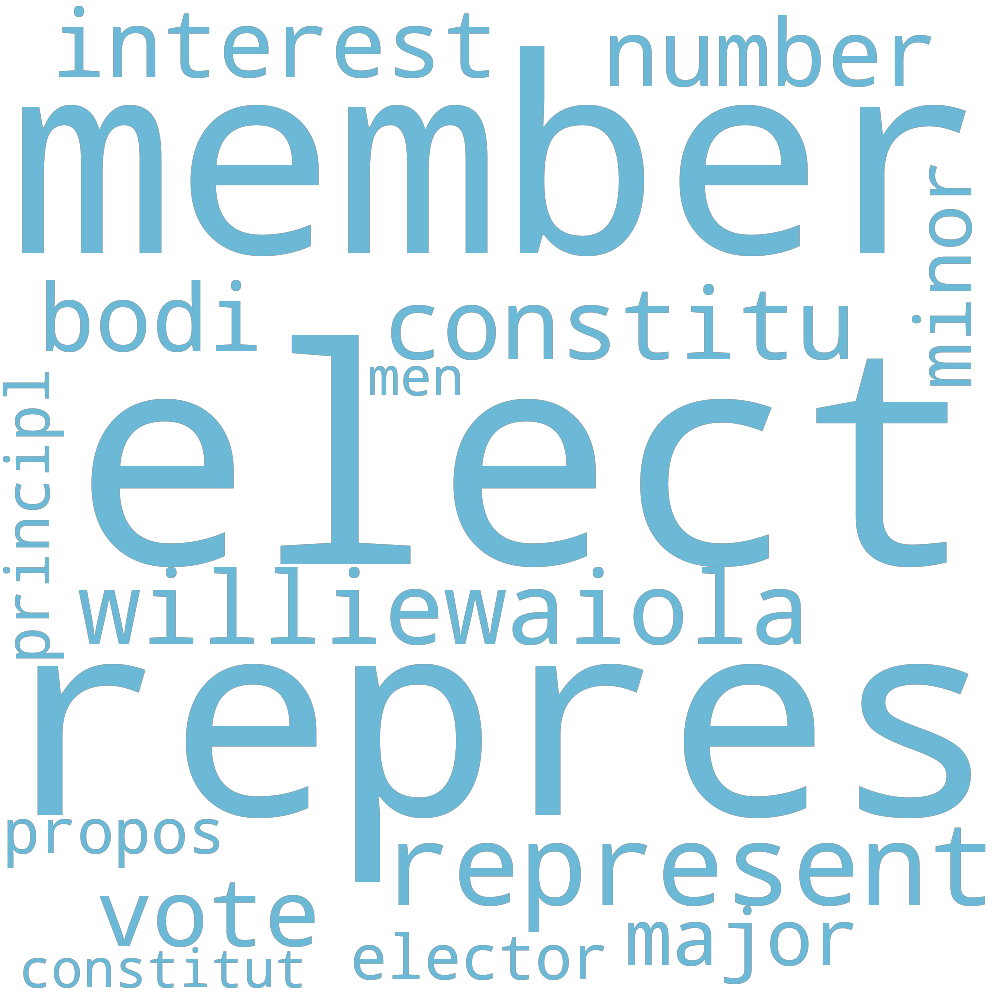 interest
number
member
minor
bodi
constitu
men
elect
principl
williewaiola
repres
propos
represent
vote
major
elector
constitut